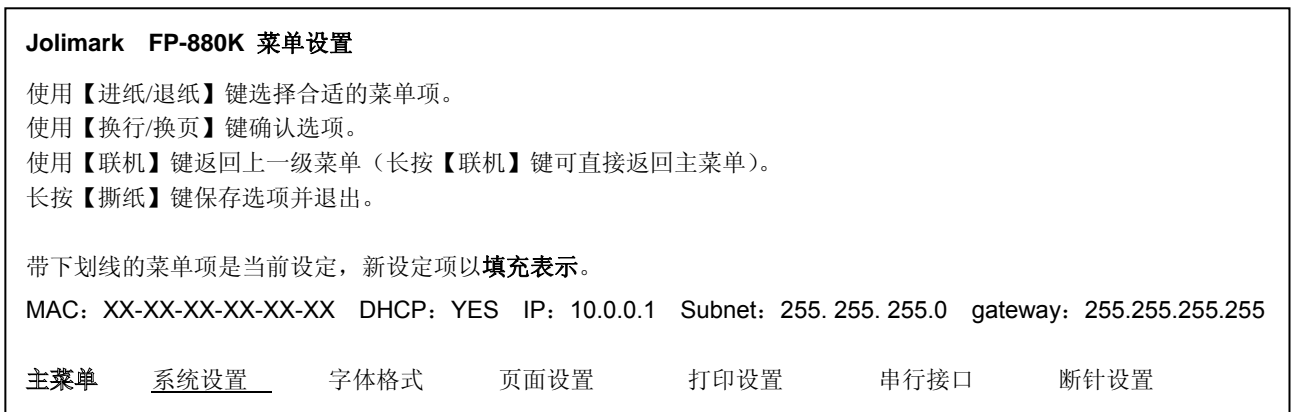 Jolimark FP-880K 菜单设置
使用【进纸/退纸】键选择合适的菜单项。
使用【换行/换页】键确认选项。
使用【联机】键返回上一级菜单（长按【联机】键可直接返回主菜单）。
长按【撕纸】键保存选项并退出。
带下划线的菜单项是当前设定，新设定项以填充表示。
MAC：XX-XX-XX-XX-XX-XX DHCP：YES IP：10.0.0.1 Subnet：255. 255. 255.0 gateway：255.255.255.255
主菜单 系统设置 字体格式 页面设置 打印设置 串行接口 断针设置